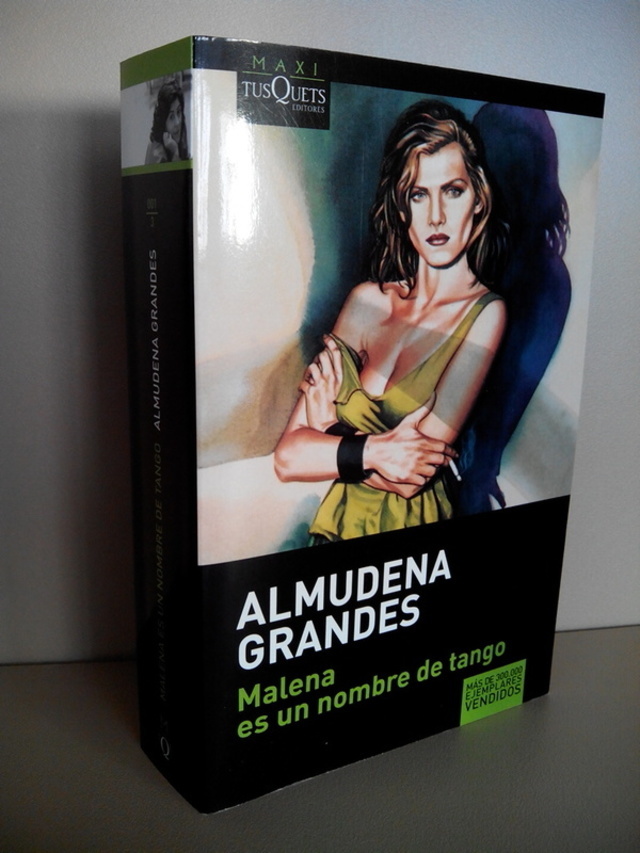 MAXI
TUSQUETS
EDITORES
ALMUDENA
GRANDES
Malena
es un nombre de tango
MÁS DE 300.000
EJEMPLARES
VENDIDOS
MALENA ES UN NOMBRE DE TANGO ALMUDENA GRANDES